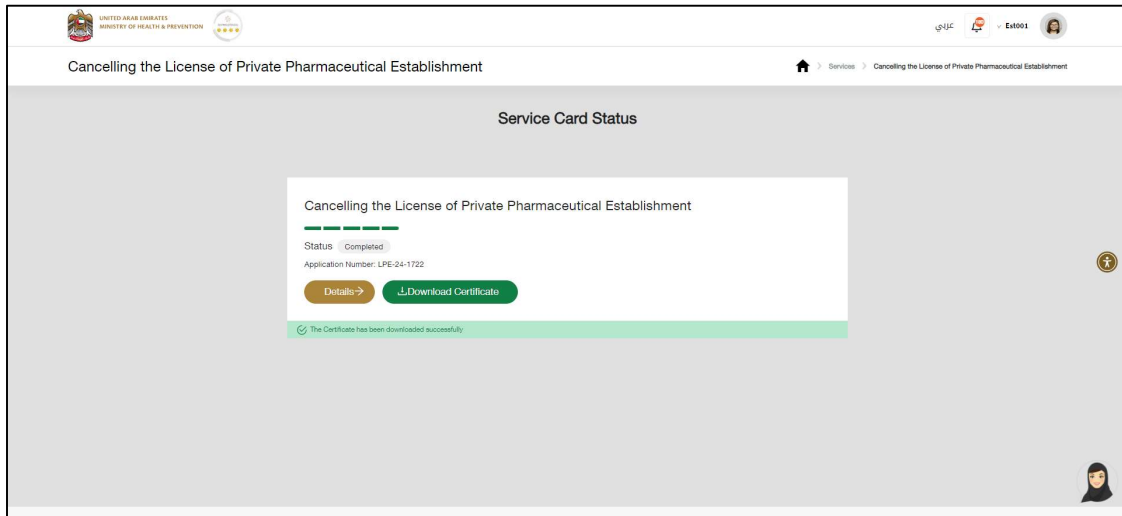 UNITED ARAB EMIRATES
MINISTRY OF HEALTH & PREVENTION
عربي
Est001
Cancelling the License of Private Pharmaceutical Establishment
Services > Cancelling the License of Private Pharmaceutical Establishment
Service Card Status
Cancelling the License of Private Pharmaceutical Establishment
Status Completed
Application Number: LPE-24-1722
Details
Download Certificate
The Certificate has been downloaded successfully